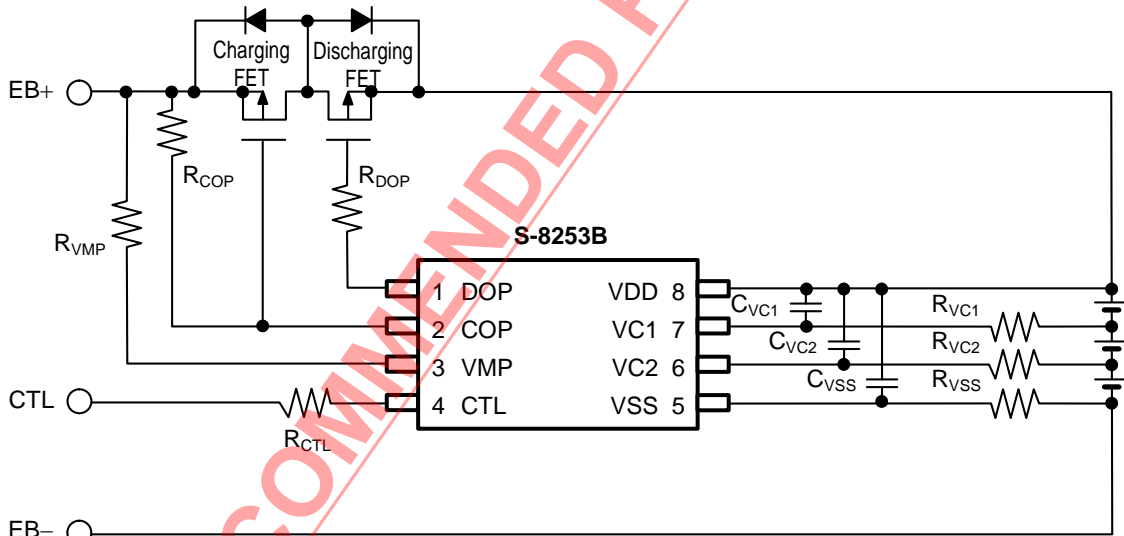 Charging
FET
Discharging
FET
EB+
RCOP
RDOP
RVMP
S-8253B
1 DOP
2 COP
3 VMP
4 CTL
VDD 8
VC1 7
VC2 6
VSS 5
CVC1
CVC2
CVSS
RVC1
RVC2
RVSS
CTL
RCTL
EB−
COMMENDED